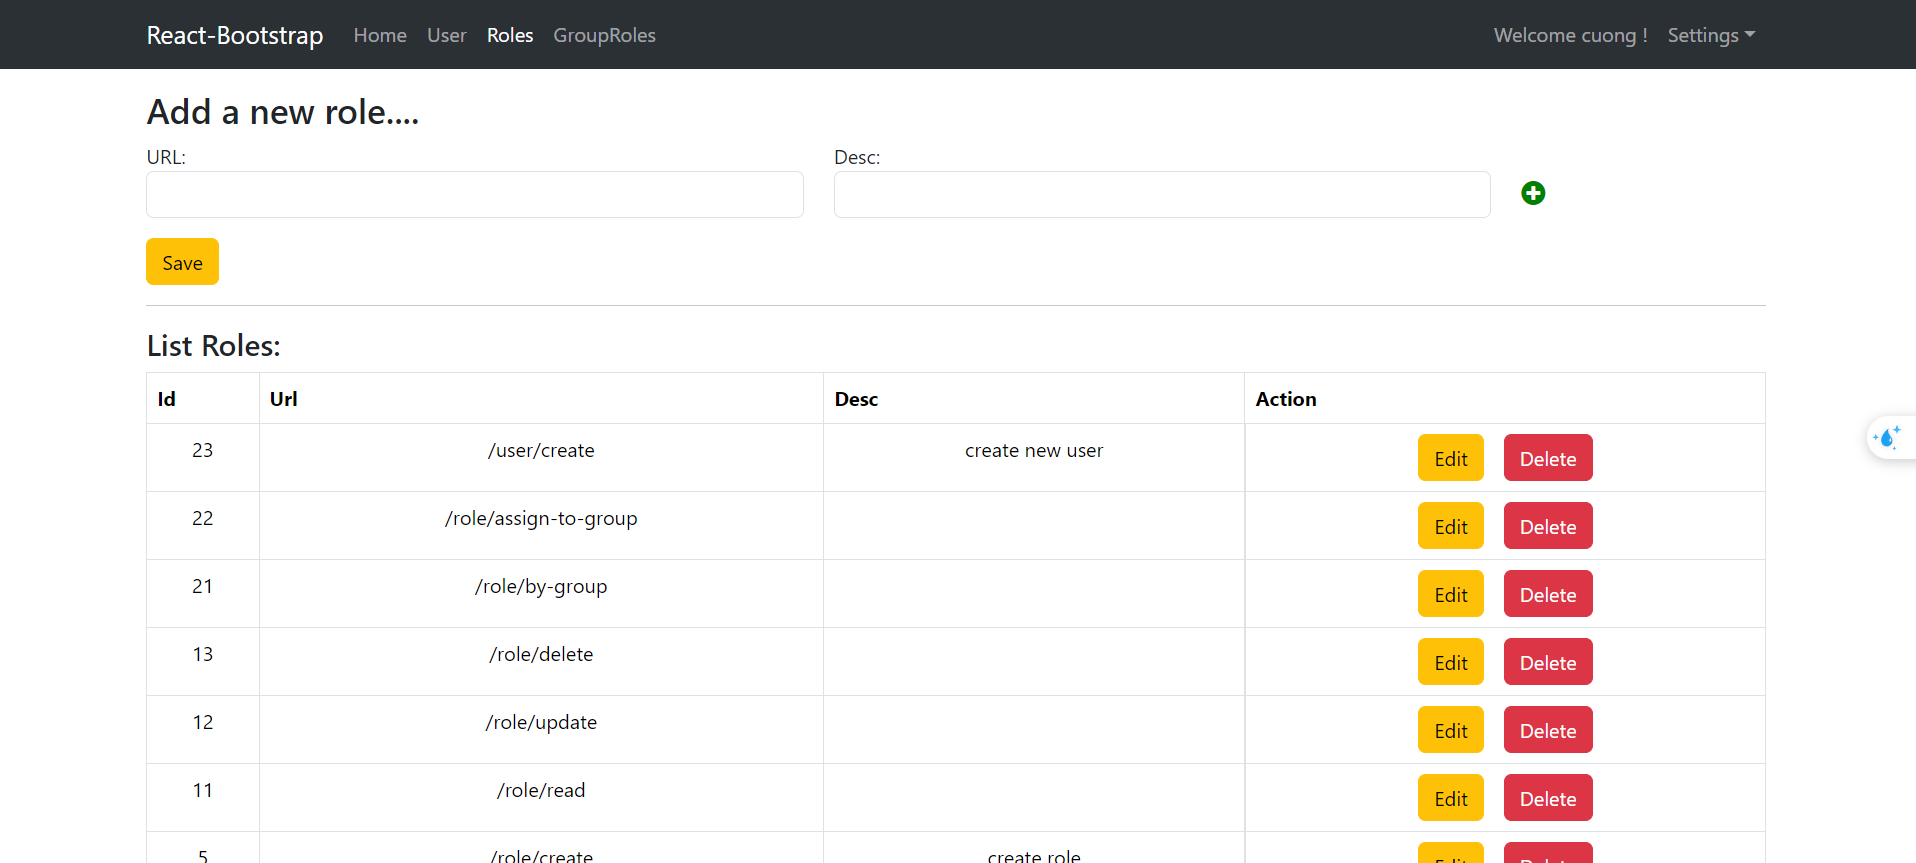 React-Bootstrap Home User Roles GroupRoles Welcome cuong ! Settings
Add a new role....
URL: Desc:
Save
List Roles:
Id Url Desc Action
23 /user/create create new user Edit Delete
22 /role/assign-to-group Edit Delete
21 /role/by-group Edit Delete
13 /role/delete Edit Delete
12 /role/update Edit Delete
11 /role/read Edit Delete
5 /role/create create role Edit Delete